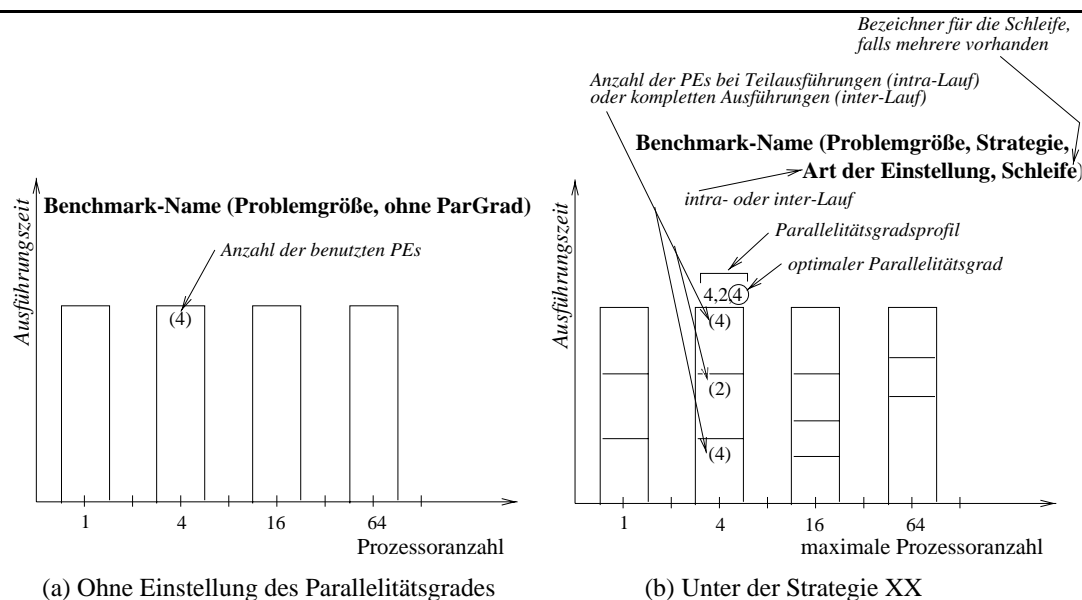 Bezeichner für die Schleife,
falls mehrere vorhanden
Anzahl der PEs bei Teilausführungen (intra-Lauf)
oder kompletten Ausführungen (inter-Lauf)
Benchmark-Name (Problemgröße, Strategie,
Art der Einstellung, Schleife)
intra- oder inter-Lauf
Parallelitätsgradsprofil
optimaler Parallelitätsgrad
Ausführungszeit
Benchmark-Name (Problemgröße, ohne ParGrad)
Anzahl der benutzten PEs
(4)
1 4 16 64
Prozessoranzahl
(a) Ohne Einstellung des Parallelitätsgrades
Ausführungszeit
4,2,4
(4)
(2)
(4)
1 4 16 64
maximale Prozessoranzahl
(b) Unter der Strategie XX